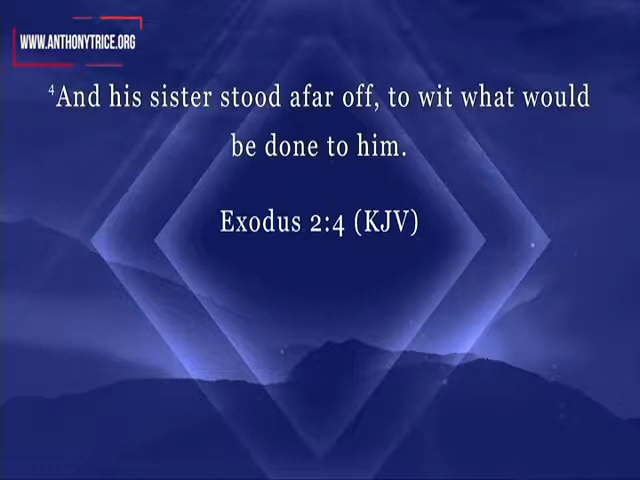 WWW.ANTHONYTRICE.ORG
⁴And his sister stood afar off, to wit what would
be done to him.
Exodus 2:4 (KJV)